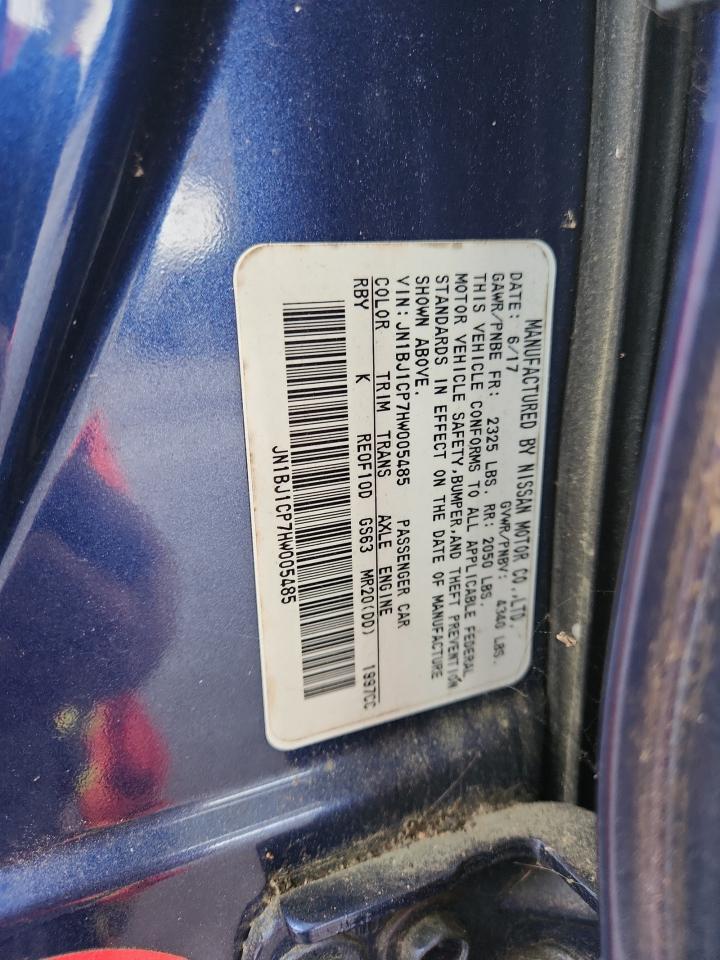 MANUFACTURED BY NISSAN MOTOR CO.,LTD.
DATE: 6/17 GVWR/PNBV: 4340 LBS.
GAWR/PNBE FR: 2325 LBS. RR: 2050 LBS.
THIS VEHICLE CONFORMS TO ALL APPLICABLE FEDERAL
MOTOR VEHICLE SAFETY,BUMPER,AND THEFT PREVENTION
STANDARDS IN EFFECT ON THE DATE OF MANUFACTURE
SHOWN ABOVE.
VIN: JN1BJ1CP7HW005485 PASSENGER CAR
COLOR TRIM TRANS AXLE ENGINE
RBY K RE0F10D GS63 MR20(DD) 1997CC
JN1BJ1CP7HW005485